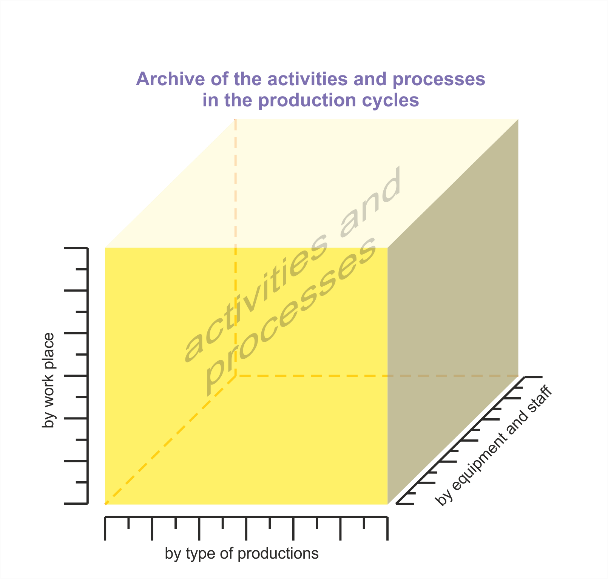 Archive of the activities and processes
in the production cycles
activities and
processes
by work place
by equipment and staff
by type of productions